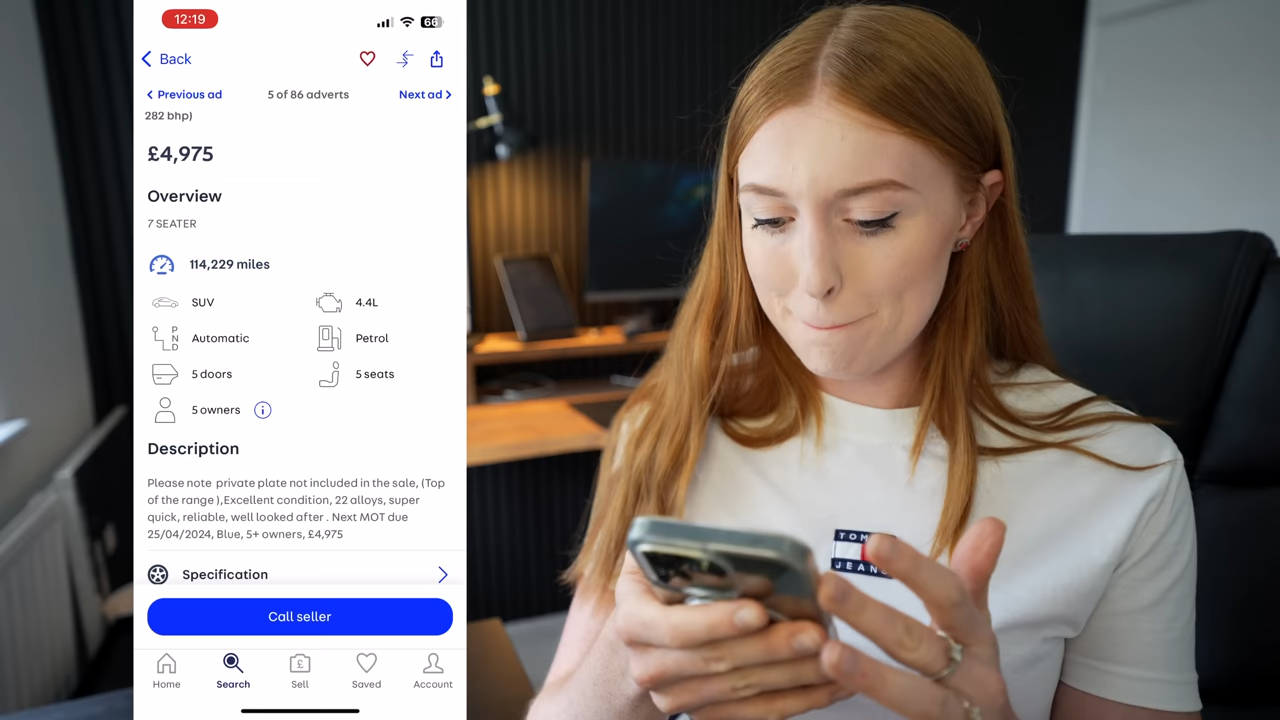 12:19
66
Back
Previous ad
5 of 86 adverts
Next ad
282 bhp)
£4,975
Overview
7 SEATER
114,229 miles
SUV
4.4L
P
N
D
Automatic
Petrol
5 doors
5 seats
5 owners
Description
Please note private plate not included in the sale, (Top
of the range ),Excellent condition, 22 alloys, super
quick, reliable, well looked after . Next MOT due
25/04/2024, Blue, 5+ owners, £4,975
Specification
Call seller
Home
Search
Sell
Saved
Account
TOM
JEANS